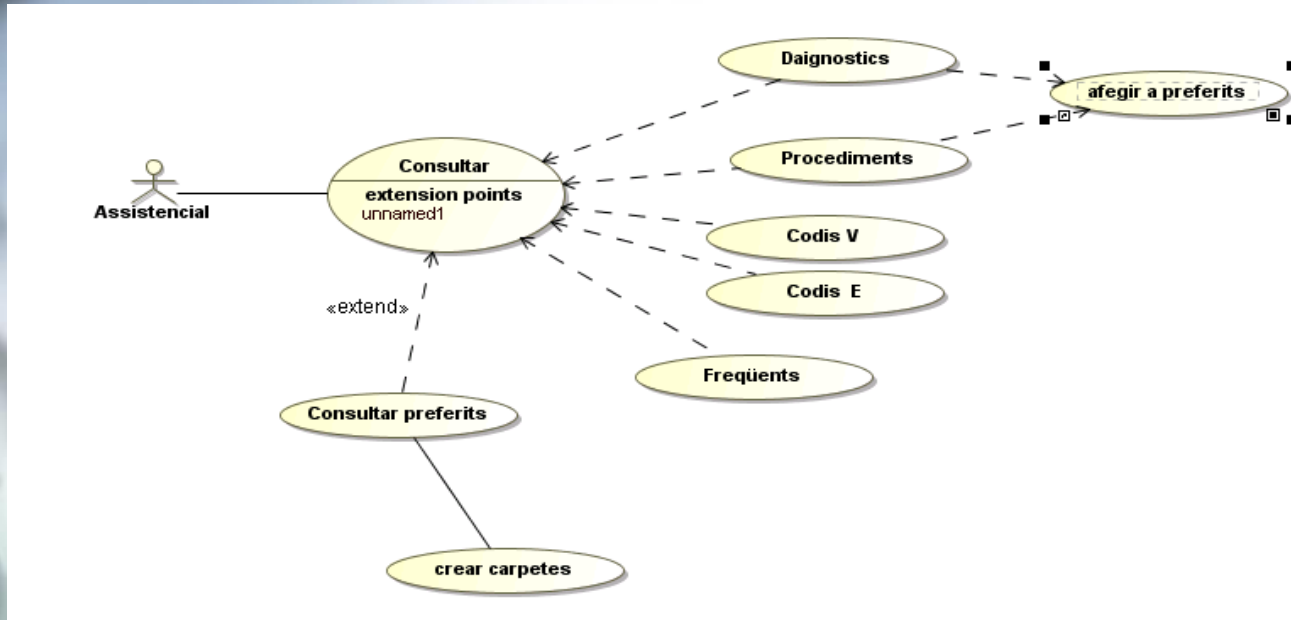 Daignostics
afegir a preferits
Consultar
extension points
unnamed1
Procediments
Assistencial
Codis V
Codis E
«extend»
Freqüents
Consultar preferits
crear carpetes